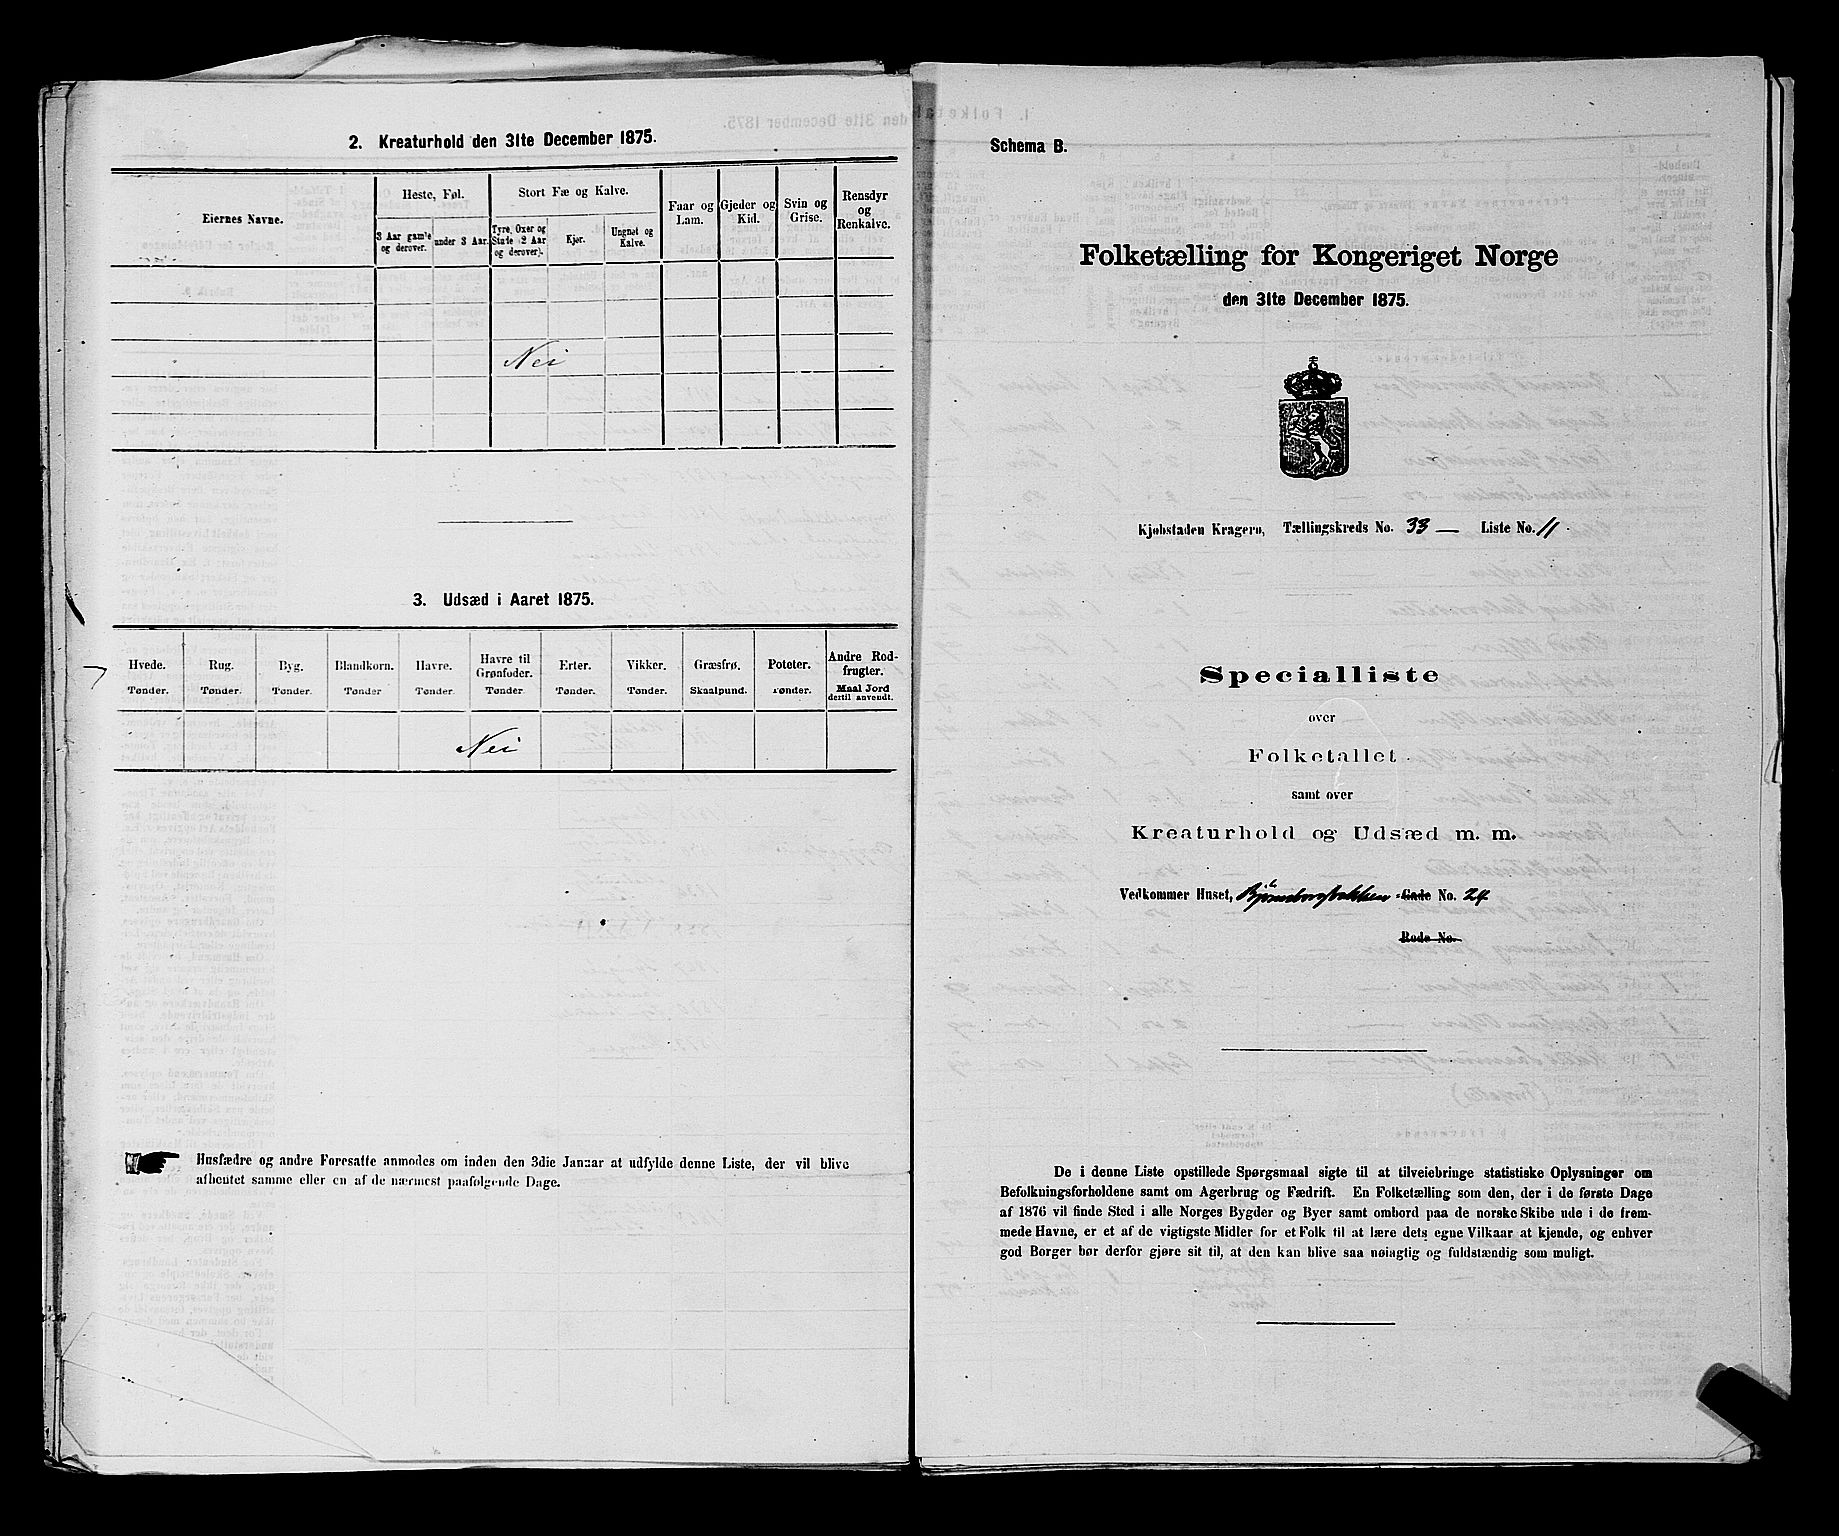 2. Kreaturhold den 31te December 1875.
Eiernes Navne.
Heste, Føl.
Stort Fæ og Kalve.
Faar og Lam.
Gjeder og Kid.
Svin og Grise.
Rensdyr og Renkalve.
3 Aar gamle og derover.
under 3 Aar.
Tyre, Oxer og Stude (2 Aar og derover).
Kjør.
Ungnøt og Kalve.
Nei
3. Udsæd i Aaret 1875.
Hvede. Rug. Byg. Blandkorn. Havre. Havre til Grønfoder. Erter. Vikker. Græsfrø. Poteter. Andre Rodfrugter.
Tønder. Tønder. Tønder. Tønder Tønder. Tønder Tønder. Tønder. Skaalpund. Tønder. Maal Jord dertil anvendt.
Nei
Husfædre og andre Foresatte anmodes om inden den 3die Januar at udfylde denne Liste, der vil blive
afhentet samme eller en af de nærmest paafølgende Dage.
Schema B.
Folketælling for Kongeriget Norge
den 31te December 1875.
Kjøbstaden Kragerø, Tællingskreds No. 33 — Liste No. 11
Specialliste
over
Folketallet
samt over
Kreaturhold og Udsæd m. m.
Vedkommer Huset, Bjørnsborgbakken Gade No. 24
Rode No.
De i denne Liste opstillede Spørgsmaal sigte til at tilveiebringe statistiske Oplysninger om
Befolkningsforholdene samt om Agerbrug og Fædrift. En Folketælling som den, der i de første Dage
af 1876 vil finde Sted i alle Norges Bygder og Byer samt ombord paa de norske Skibe ude i de frem-
mede Havne, er et af de vigtigste Midler for et Folk til at lære dets egne Vilkaar at kjende, og enhver
god Borger bør derfor gjøre sit til, at den kan blive saa nøiagtig og fuldstændig som muligt.